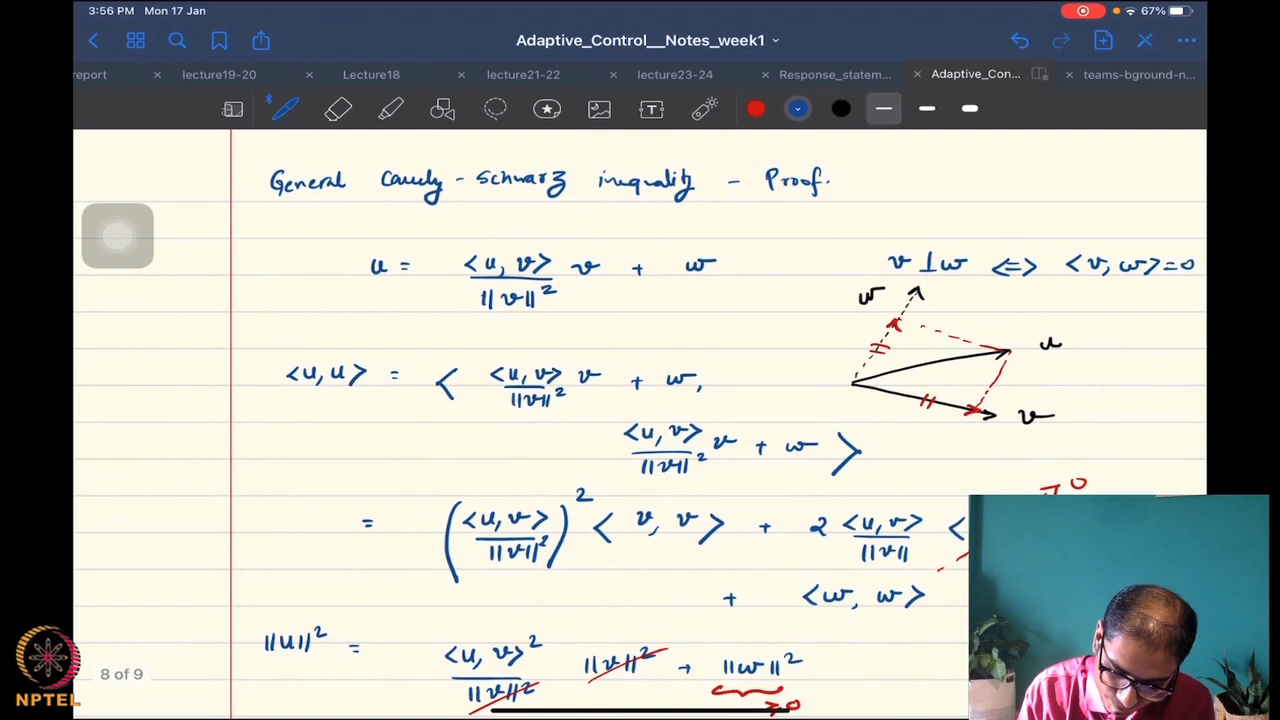 3:56 PM Mon 17 Jan
67%
Adaptive_Control__Notes_week1
report
lecture19-20
Lecture18
lecture21-22
lecture23-24
Response_statem...
Adaptive_Con...
teams-bground-n...
General Caucly - Schwarz inequality - Proof.
u = <u, v> / ||v||² v + w
v ⊥ w <=> <v, w> = 0
w
u
v
<u, u> = < <u, v> / ||v||² v + w,
<u, v> / ||v||² v + w >
= (<u, v> / ||v||²)² < v, v > + 2 <u, v> / ||v|| <
+ <w, w>
||u||² = <u, v>² / ||v||² ||v||² + ||w||²
≥0
8 of 9
NPTEL